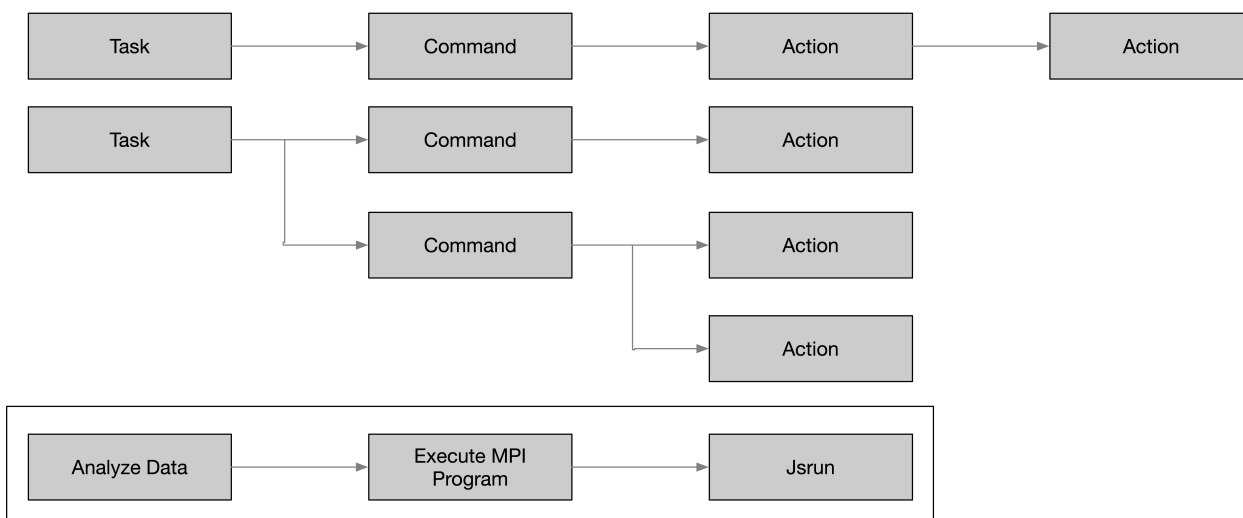 Task
Command
Action
Action
Task
Command
Action
Command
Action
Action
Analyze Data
Execute MPI
Program
Jsrun